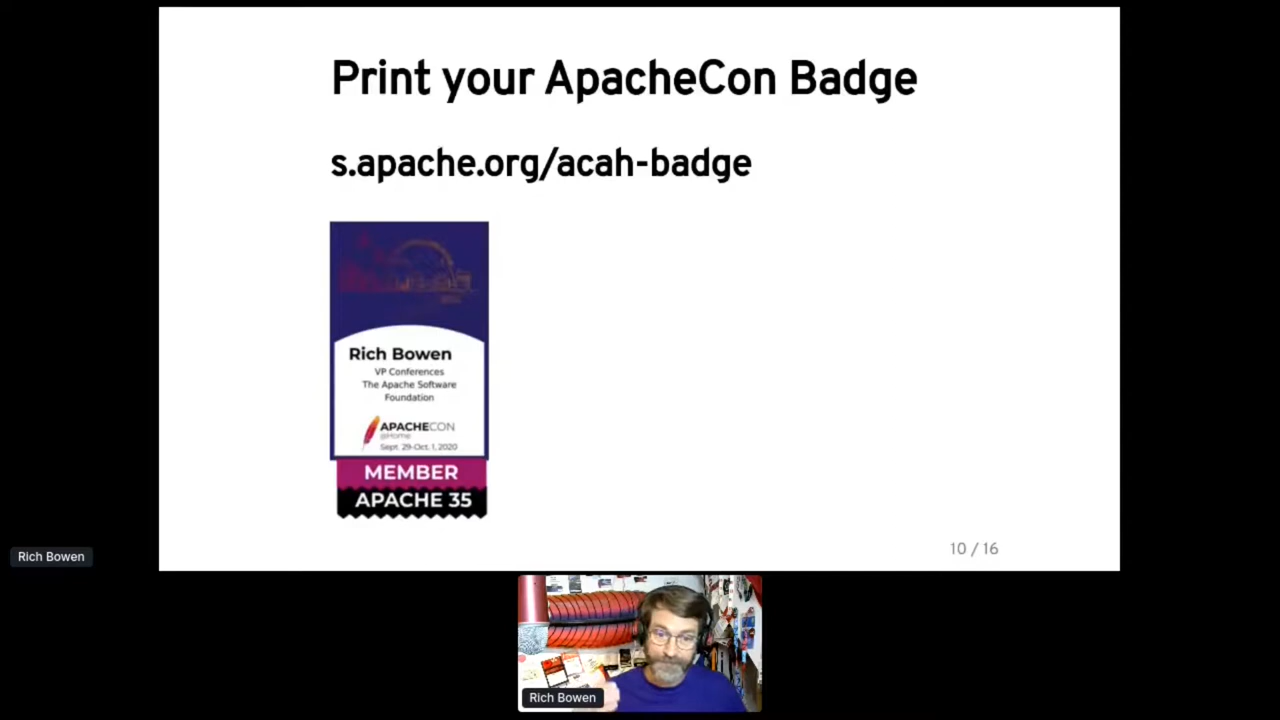 Print your ApacheCon Badge
s.apache.org/acah-badge
Rich Bowen
VP Conferences
The Apache Software
Foundation
APACHECON
@Home
Sept. 29-Oct. 1, 2020
MEMBER
APACHE 35
10 / 16
Rich Bowen
Rich Bowen